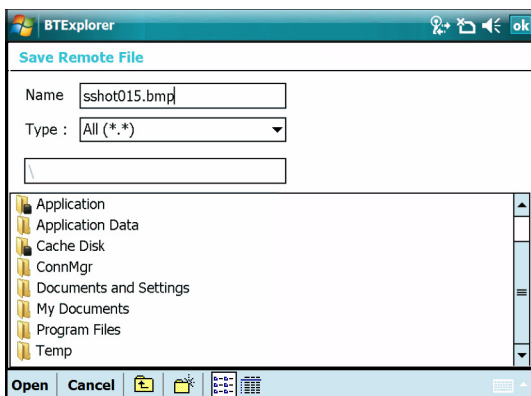 BTExplorer ok
Save Remote File
Name sshot015.bmp
Type : All (*.*)
\
Application
Application Data
Cache Disk
ConnMgr
Documents and Settings
My Documents
Program Files
Temp
Open Cancel